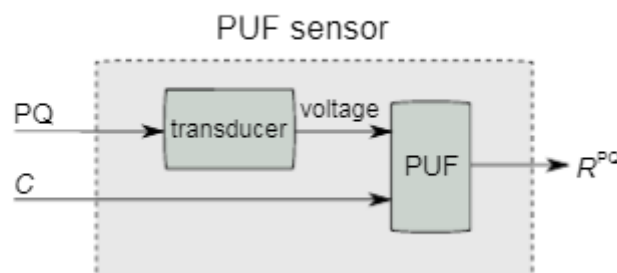 PUF sensor
PQ
transducer
voltage
PUF
C
R^PQ